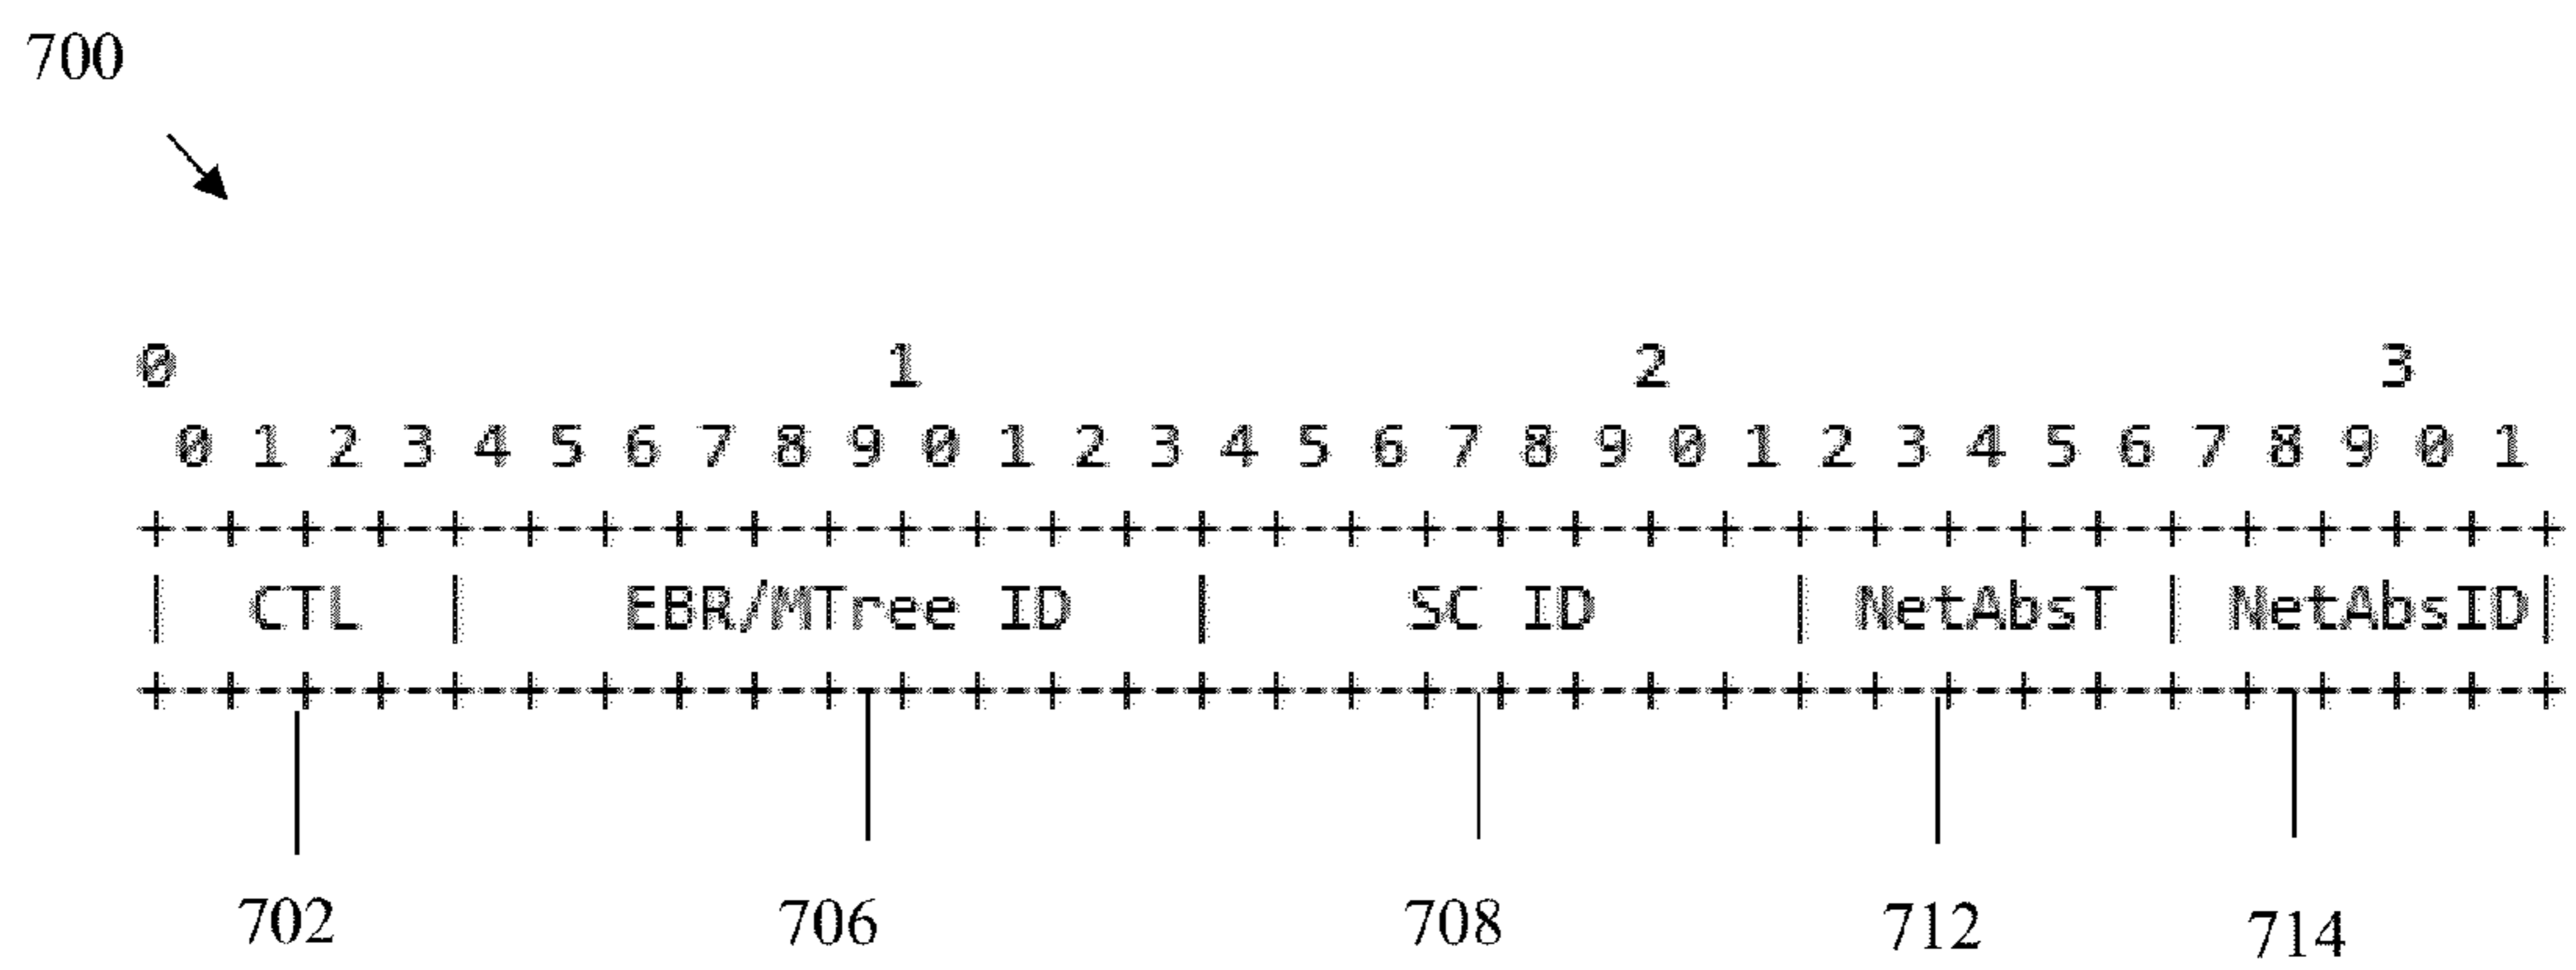 700
0 1 2 3
0 1 2 3 4 5 6 7 8 9 0 1 2 3 4 5 6 7 8 9 0 1 2 3 4 5 6 7 8 9 0 1
+-+-+-+-+-+-+-+-+-+-+-+-+-+-+-+-+-+-+-+-+-+-+-+-+-+-+-+-+-+-+-+-+
| CTL | EBR/MTree ID | SC ID | NetAbsT | NetAbsID|
+-+-+-+-+-+-+-+-+-+-+-+-+-+-+-+-+-+-+-+-+-+-+-+-+-+-+-+-+-+-+-+-+
702 706 708 712 714